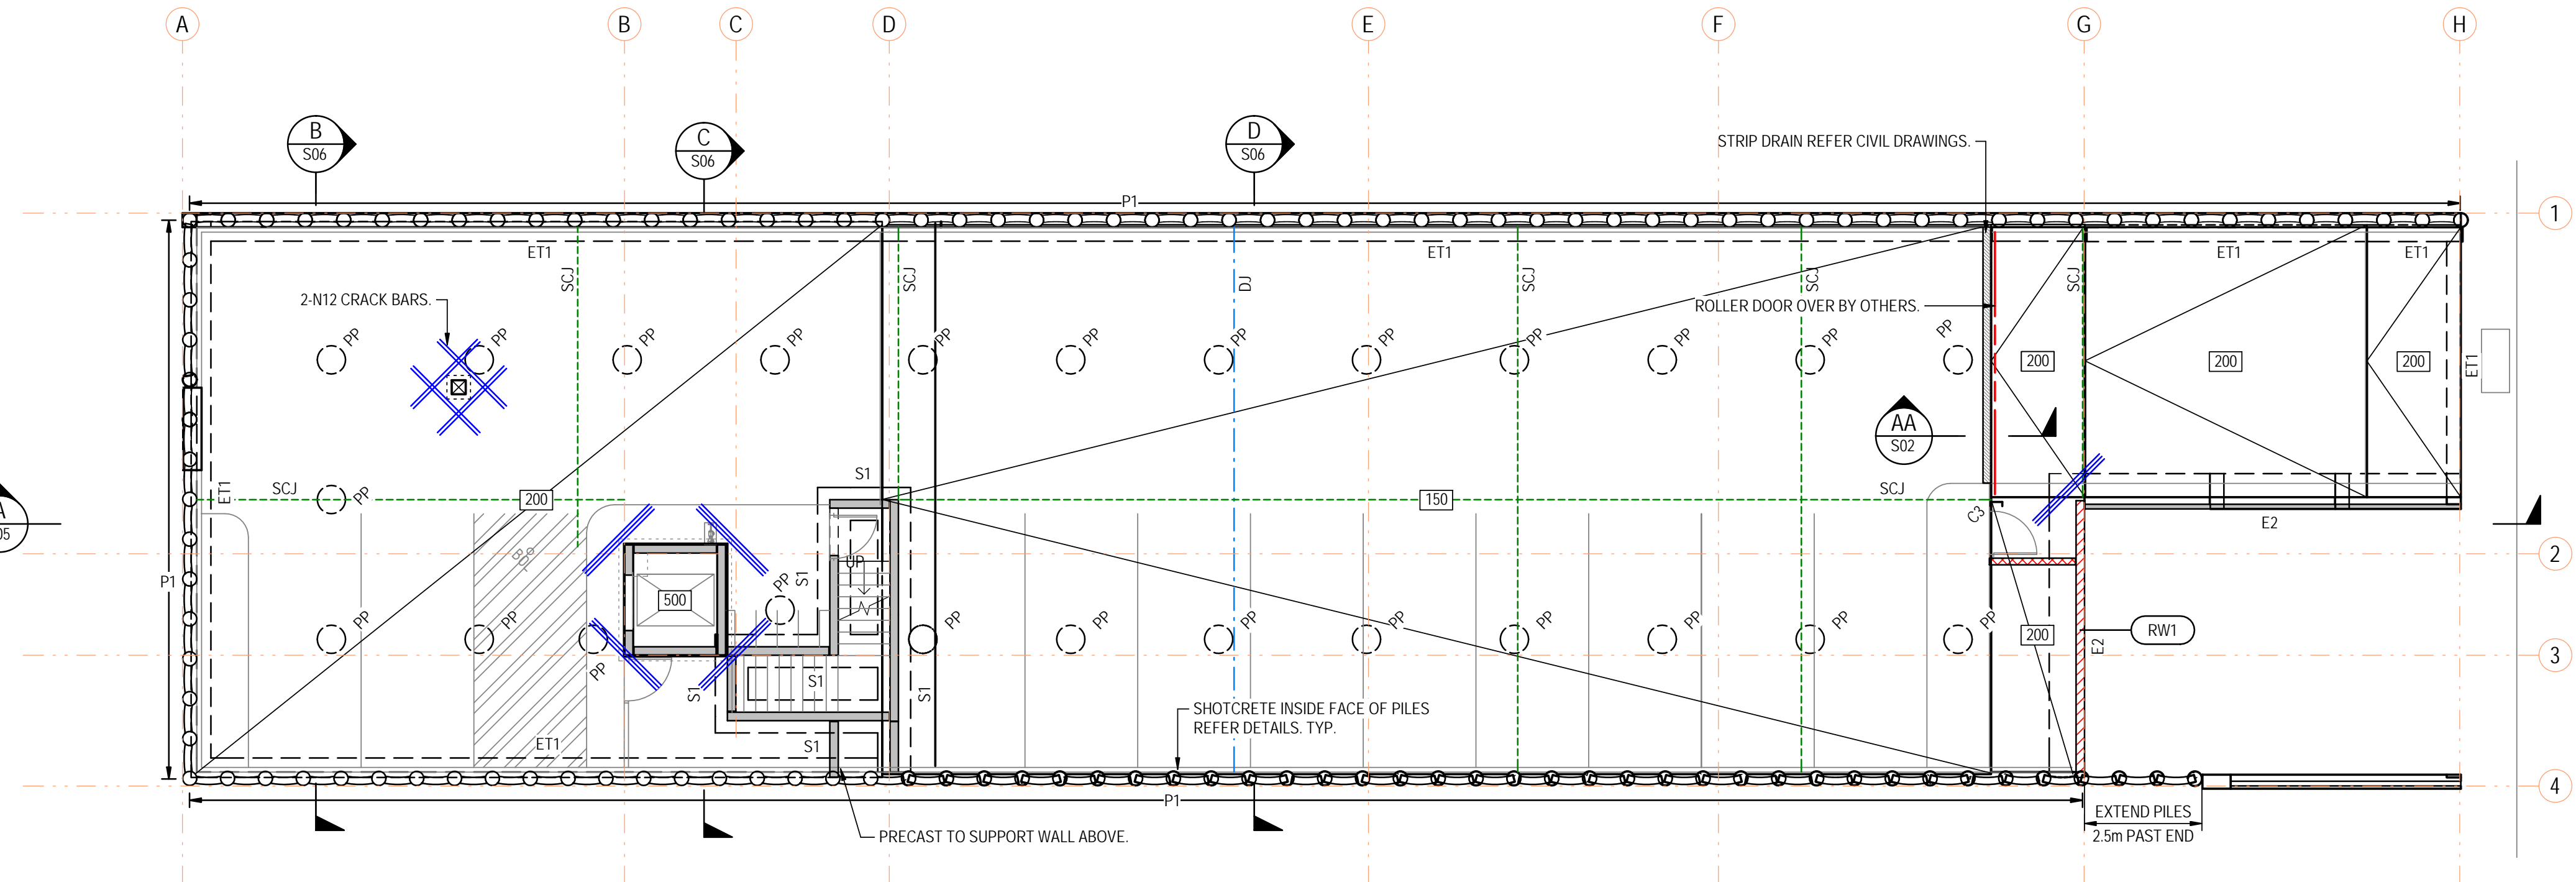 A
B
C
D
E
F
G
H
B
S06
C
S06
D
S06
STRIP DRAIN REFER CIVIL DRAWINGS.
P1
1
ET1
ET1
ET1
ET1
SCJ
SCJ
DJ
SCJ
SCJ
SCJ
2-N12 CRACK BARS.
ROLLER DOOR OVER BY OTHERS.
PP
PP
PP
PP
PP
PP
PP
PP
PP
PP
PP
PP
200
200
200
ET1
AA
S02
S1
ET1
SCJ
PP
200
150
SCJ
C3
E2
A
05
UP
2
P1
BOL
S1
PP
500
PP
PP
PP
PP
PP
PP
PP
PP
PP
PP
PP
200
RW1
E2
3
S1
S1
S1
SHOTCRETE INSIDE FACE OF PILES
REFER DETAILS. TYP.
ET1
S1
4
P1
EXTEND PILES
2.5m PAST END
PRECAST TO SUPPORT WALL ABOVE.